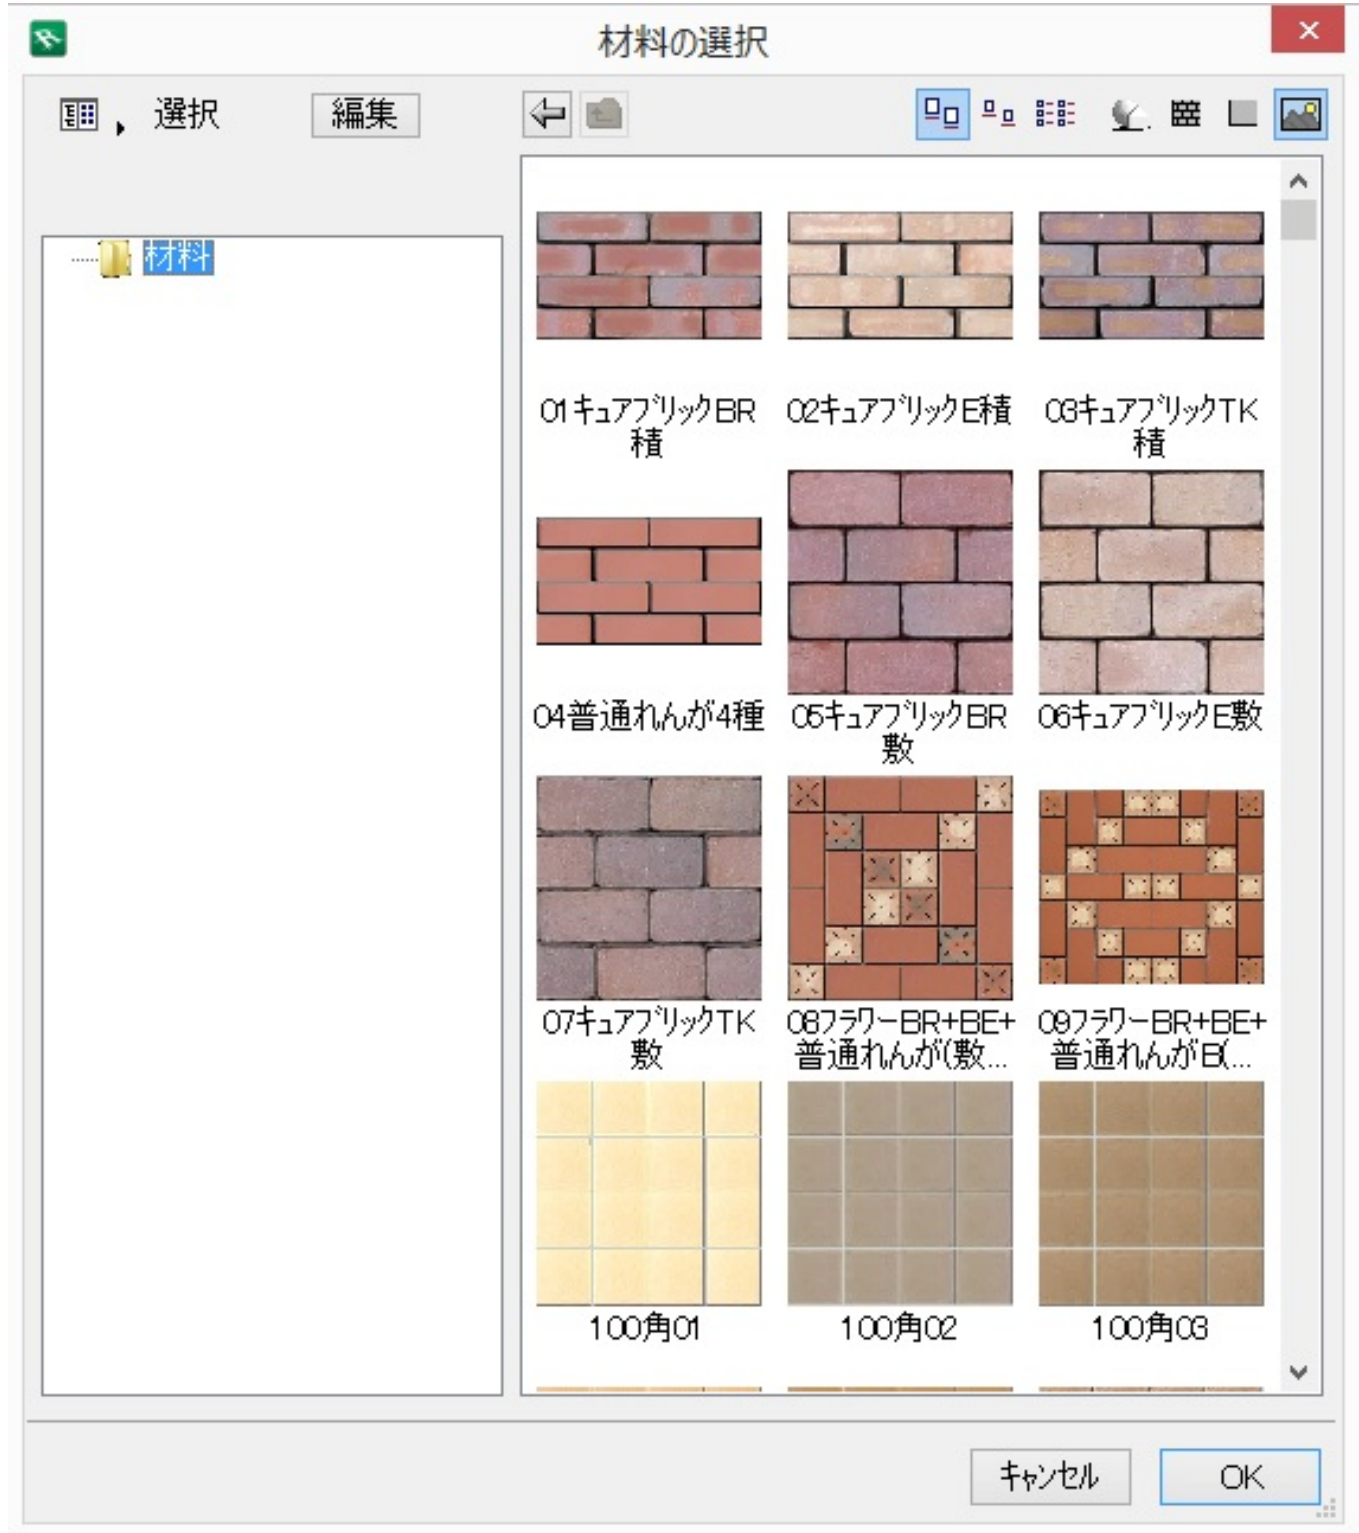 材料の選択
選択
編集
材料
01キュアブリックBR
積
02キュアブリックE積
03キュアブリックTK
積
04普通れんが4種
05キュアブリックBR
敷
06キュアブリックE敷
07キュアブリックTK
敷
08フラワーBR+BE+
普通れんが(敷...
09フラワーBR+BE+
普通れんがB(...
100角01
100角02
100角03
キャンセル
OK